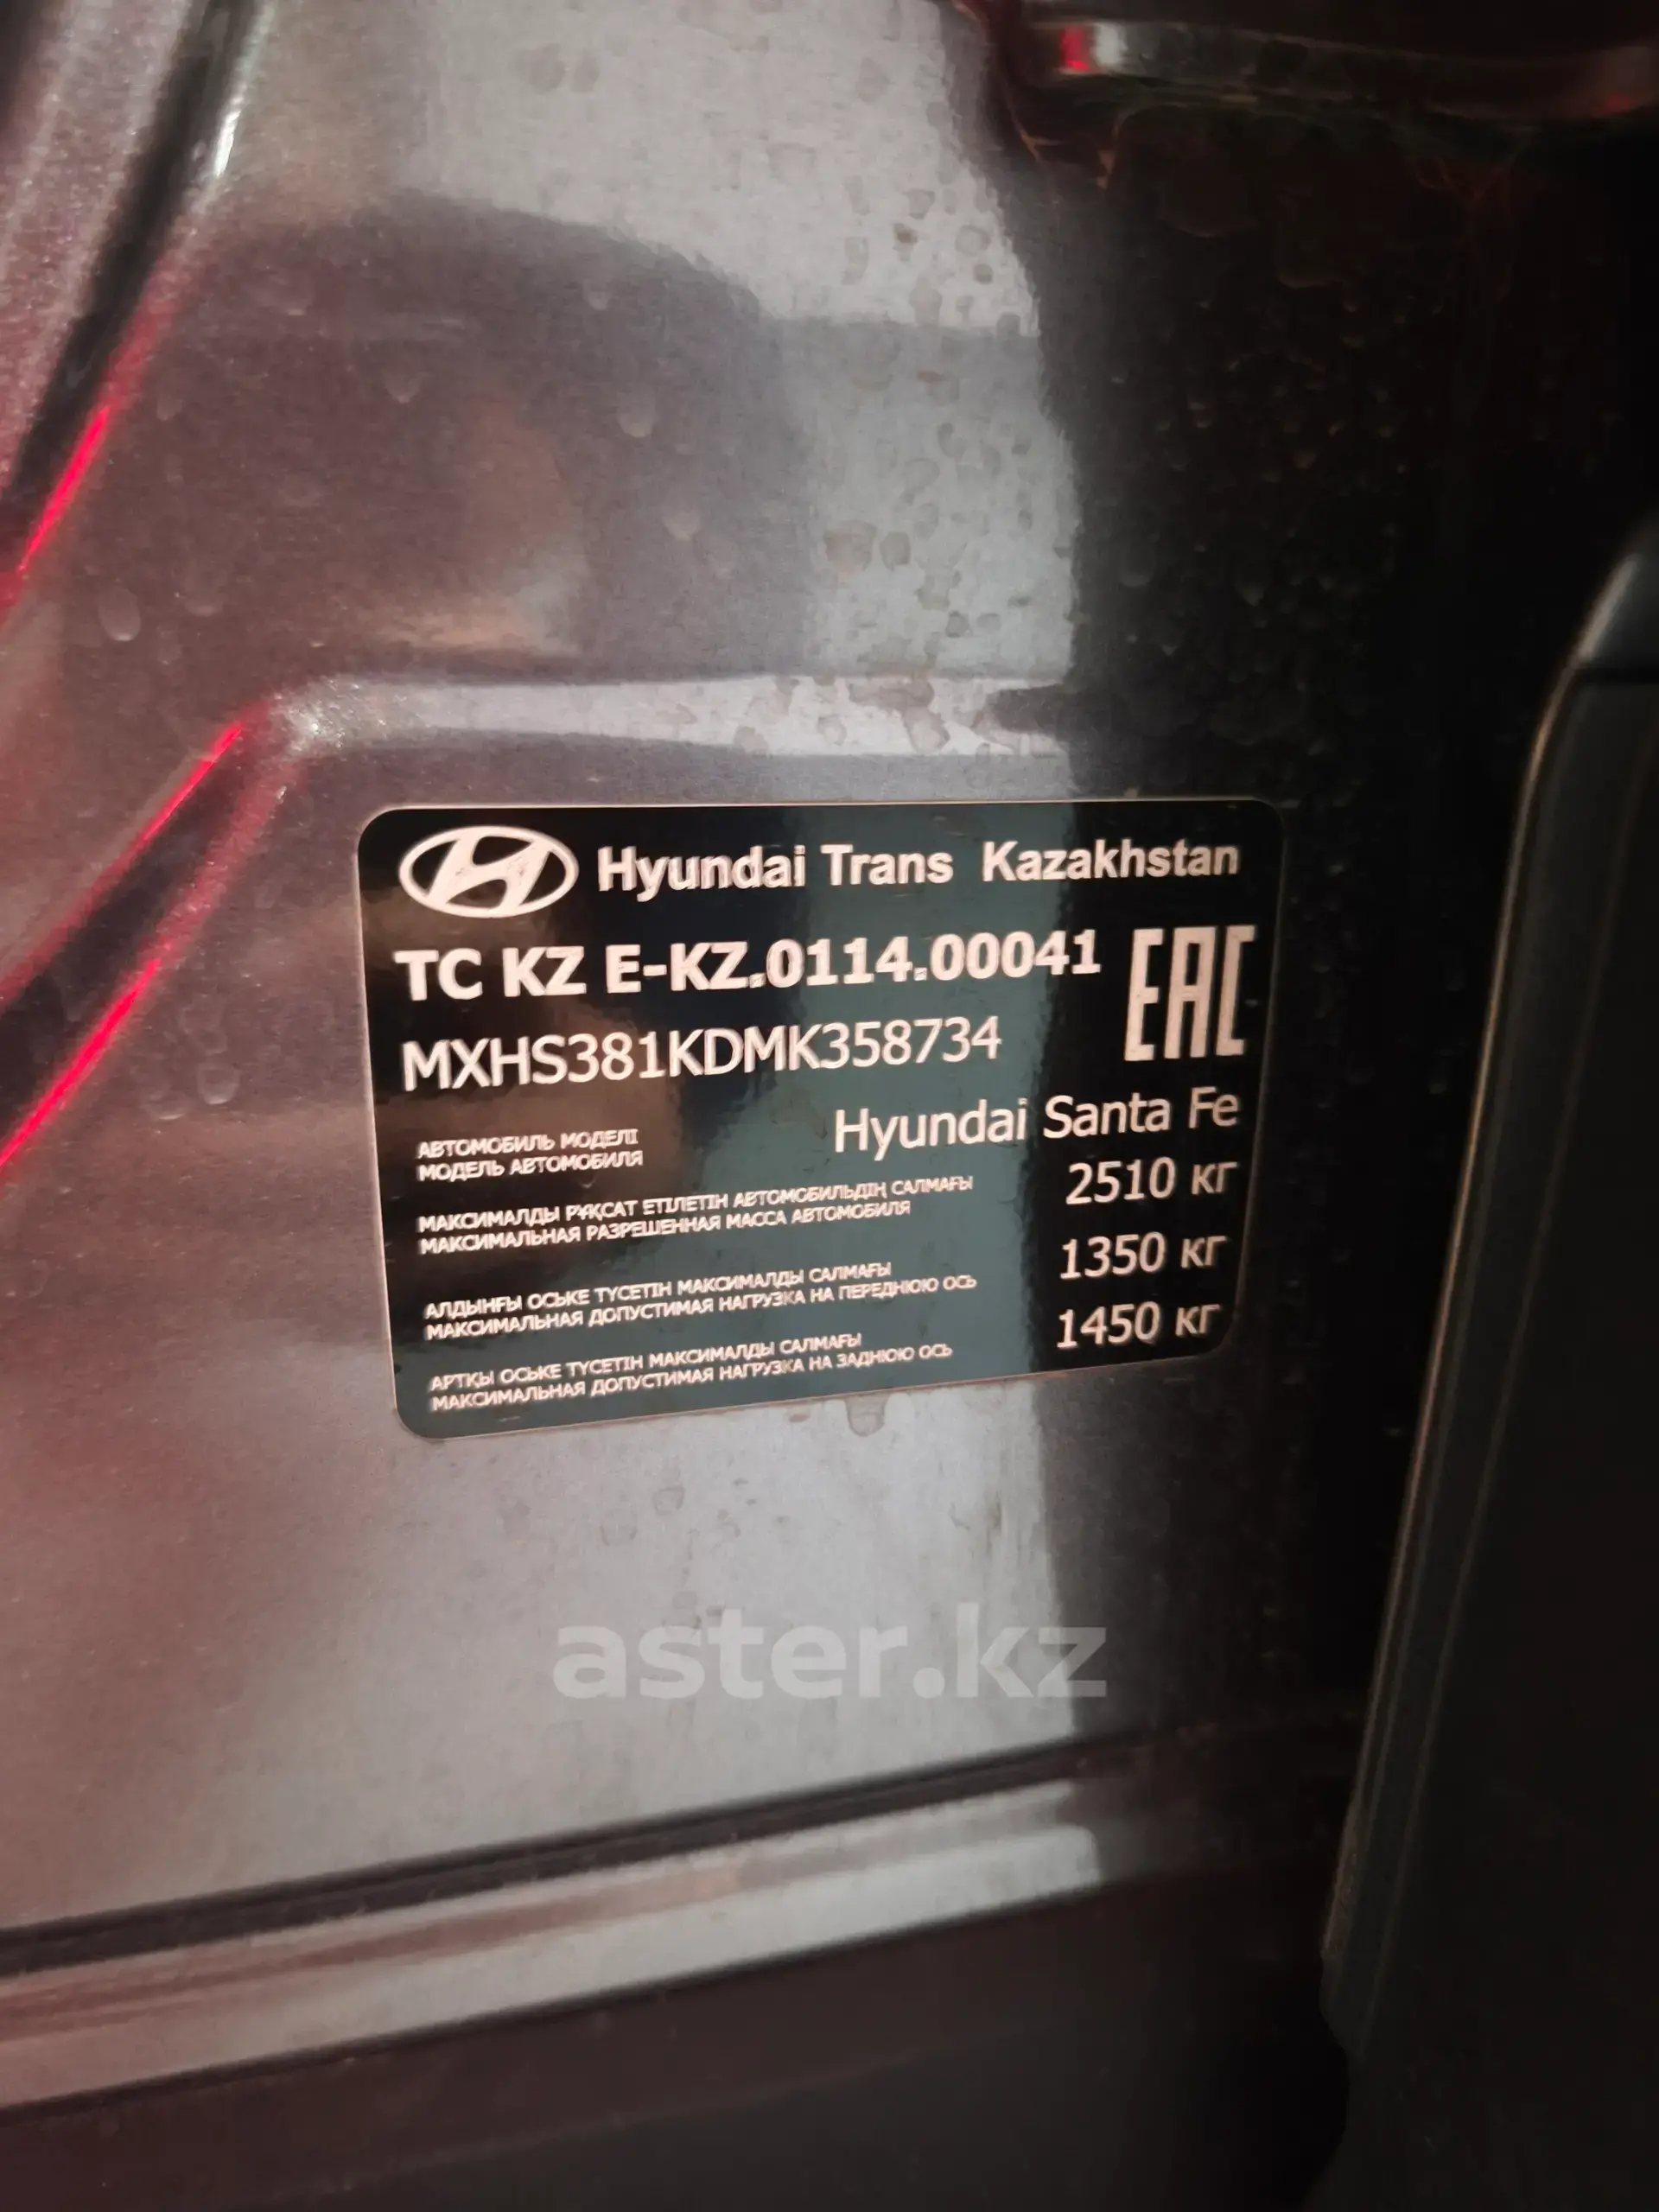 Hyundai Trans Kazakhstan
TC KZ E-KZ.0114.00041
EAC
MXHS381KDMK358734
АВТОМОБИЛЬ МОДЕЛІ
МОДЕЛЬ АВТОМОБИЛЯ
Hyundai Santa Fe
МАКСИМАЛДЫ РҰҚСАТ ЕТІЛЕТІН АВТОМОБИЛЬДІҢ САЛМАҒЫ
МАКСИМАЛЬНАЯ РАЗРЕШЕННАЯ МАССА АВТОМОБИЛЯ
2510 кг
АЛДЫНҒЫ ОСЬКЕ ТҮСЕТІН МАКСИМАЛДЫ САЛМАҒЫ
МАКСИМАЛЬНАЯ ДОПУСТИМАЯ НАГРУЗКА НА ПЕРЕДНЮЮ ОСЬ
1350 кг
АРТҚЫ ОСЬКЕ ТҮСЕТІН МАКСИМАЛДЫ САЛМАҒЫ
МАКСИМАЛЬНАЯ ДОПУСТИМАЯ НАГРУЗКА НА ЗАДНЮЮ ОСЬ
1450 кг
aster.kz